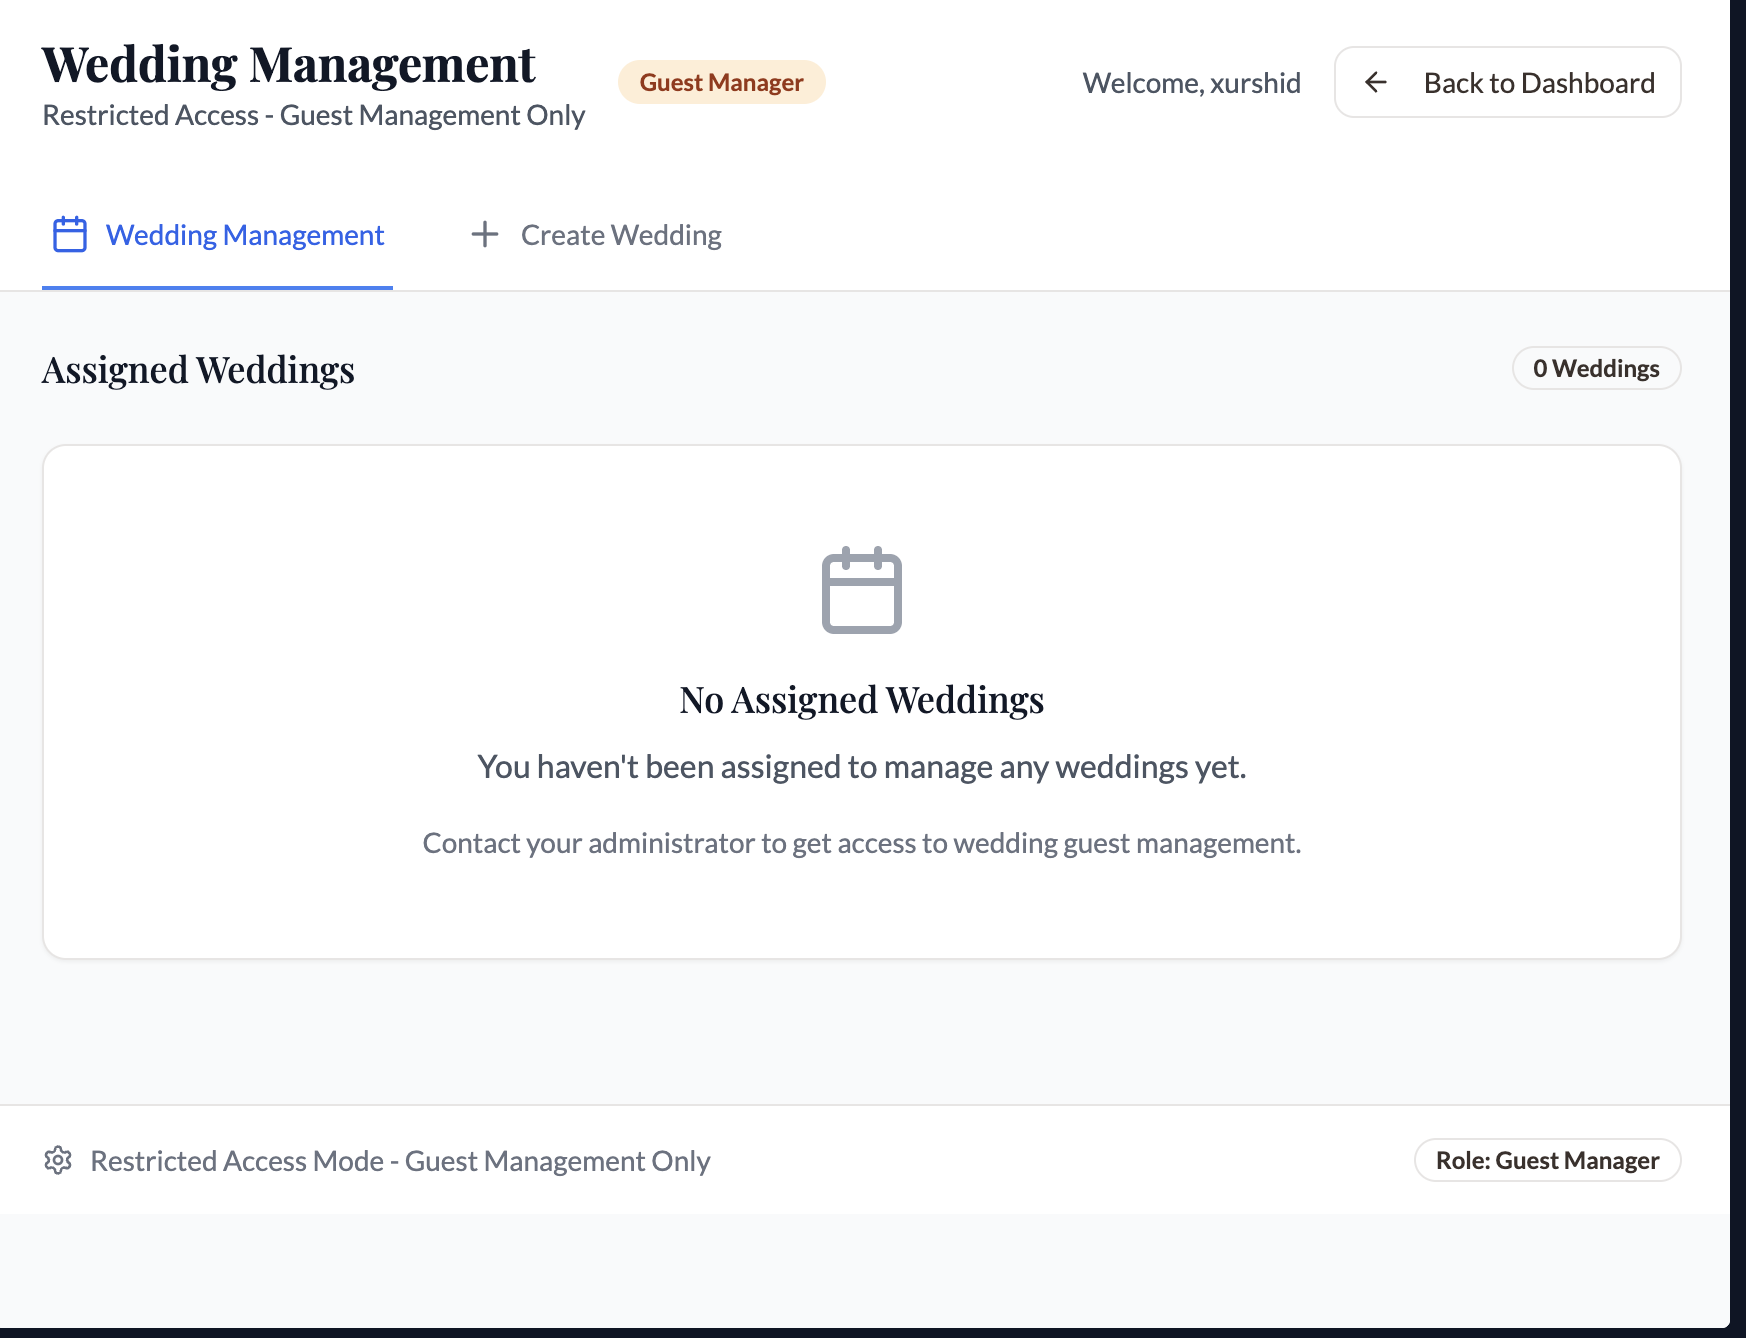 Wedding Management
Restricted Access - Guest Management Only
Guest Manager
Welcome, xurshid
Back to Dashboard
Wedding Management
Create Wedding
Assigned Weddings
0 Weddings
No Assigned Weddings
You haven't been assigned to manage any weddings yet.
Contact your administrator to get access to wedding guest management.
Restricted Access Mode - Guest Management Only
Role: Guest Manager